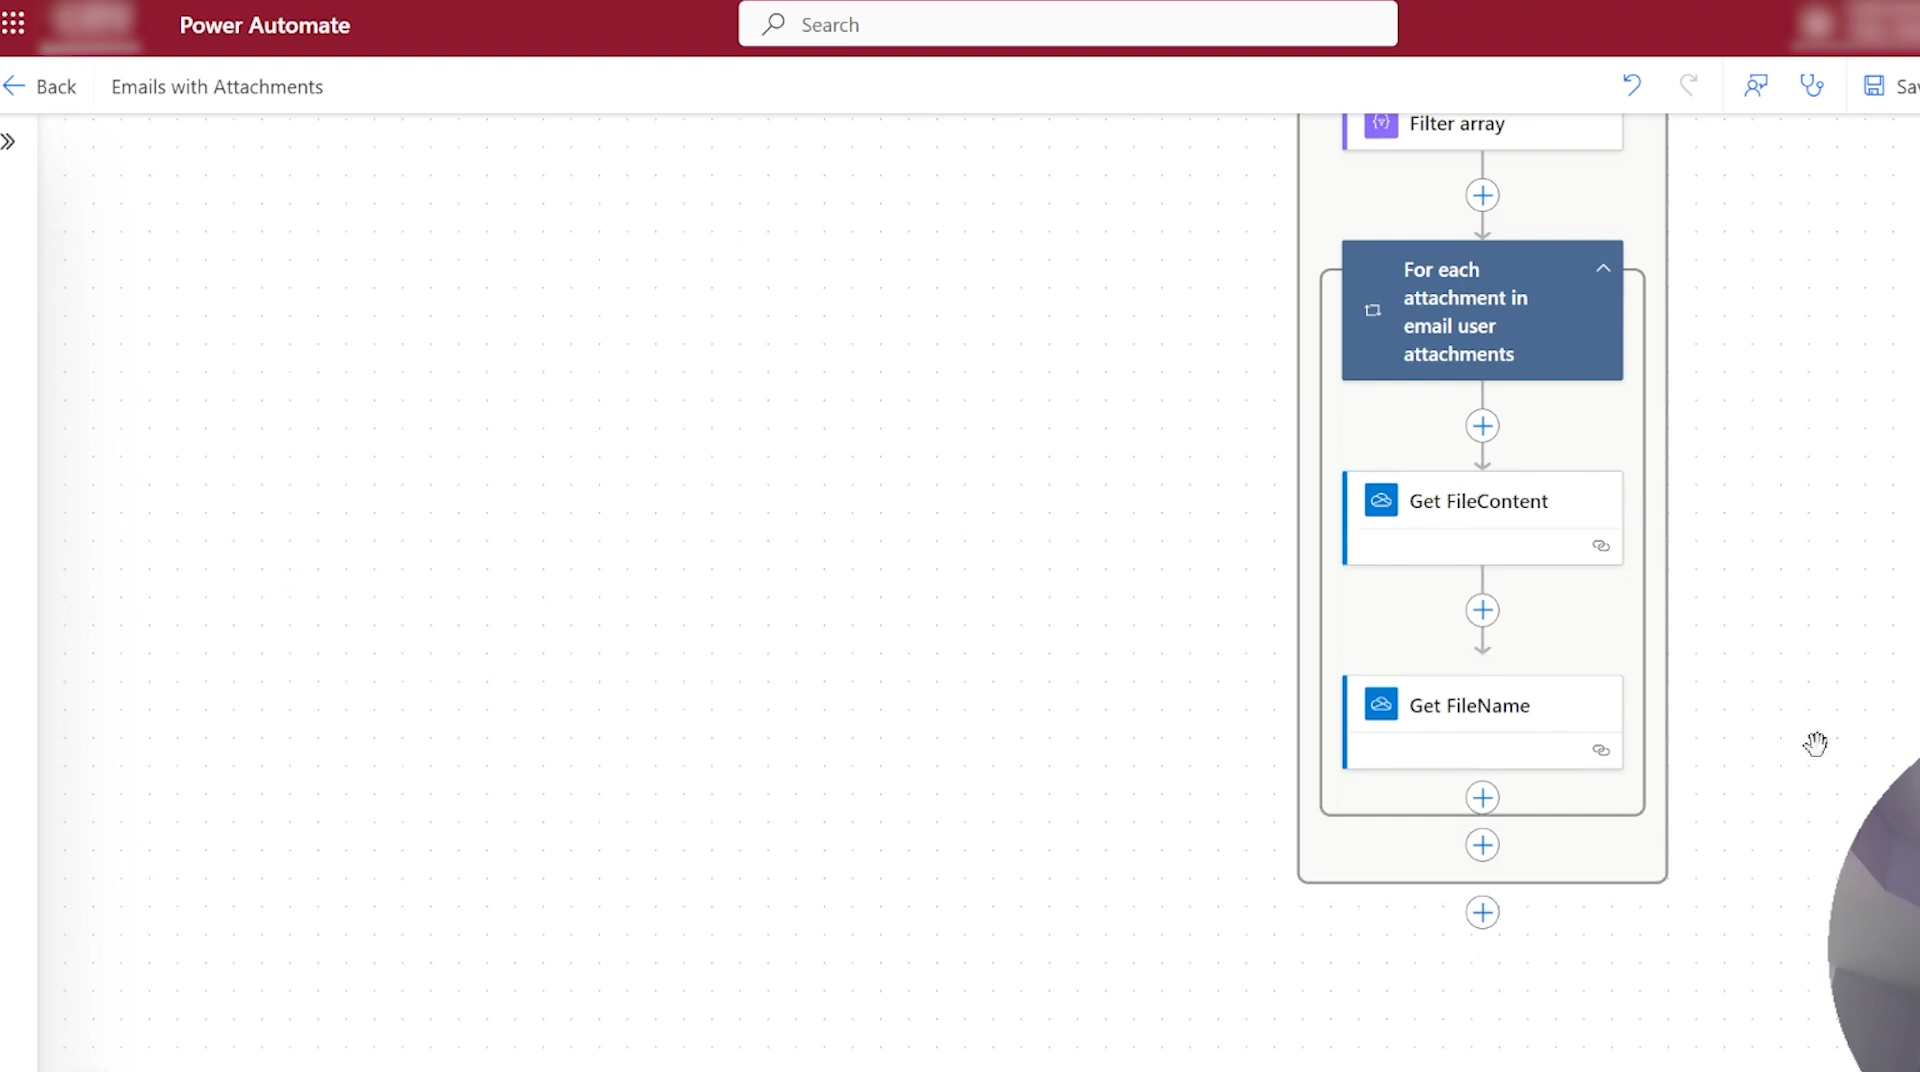 Power Automate
Search
Back
Emails with Attachments
Filter array
For each
attachment in
email user
attachments
Get FileContent
Get FileName